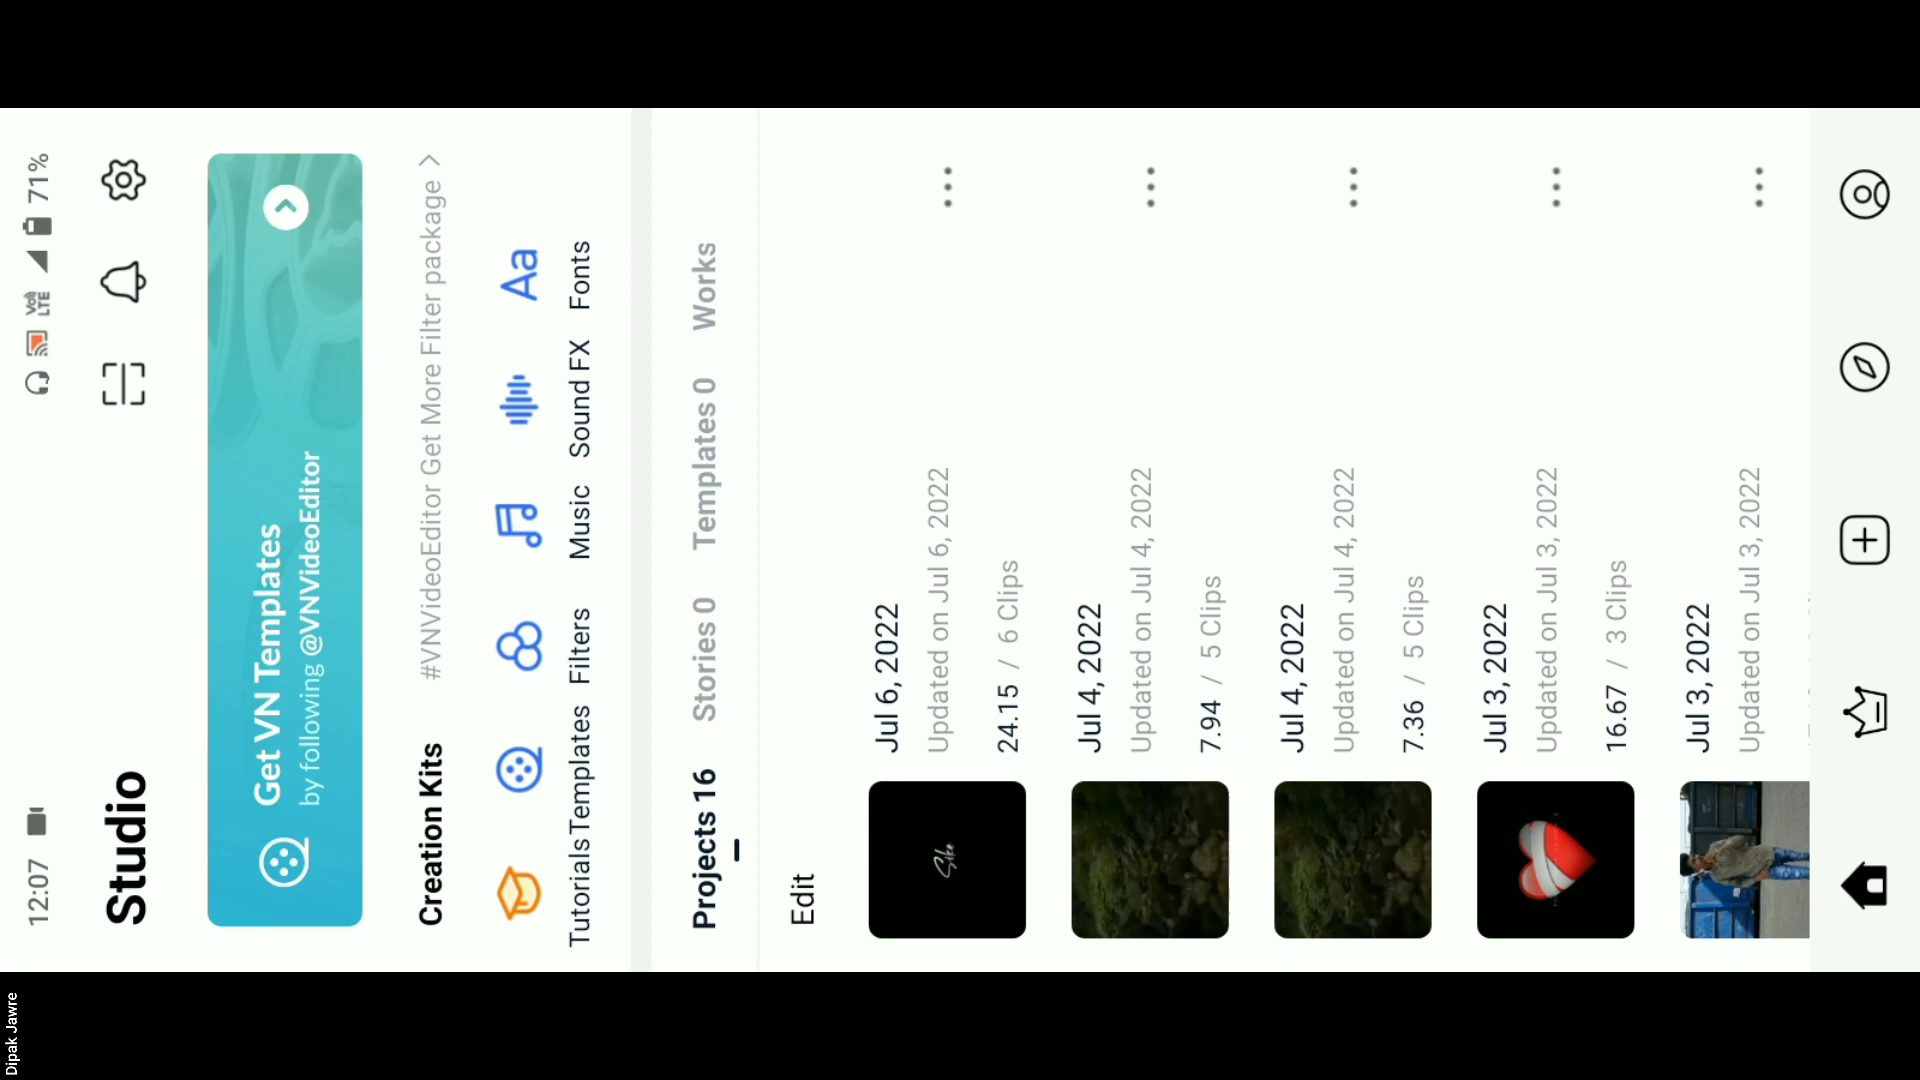 12:07
Vo)
LTE
71%
Studio
Get VN Templates
by following @VNVideoEditor
Creation Kits
#VNVideoEditor Get More Filter package >
Tutorials
Templates
Filters
Music
Aa
Sound FX
Fonts
Projects 16
Stories 0
Templates 0
Works
Edit
Jul 6, 2022
Updated on Jul 6, 2022
24.15 / 6 Clips
Jul 4, 2022
Updated on Jul 4, 2022
7.94 / 5 Clips
Jul 4, 2022
Updated on Jul 4, 2022
7.36 / 5 Clips
Jul 3, 2022
Updated on Jul 3, 2022
16.67 / 3 Clips
Jul 3, 2022
Updated on Jul 3, 2022
Dipak Jawre